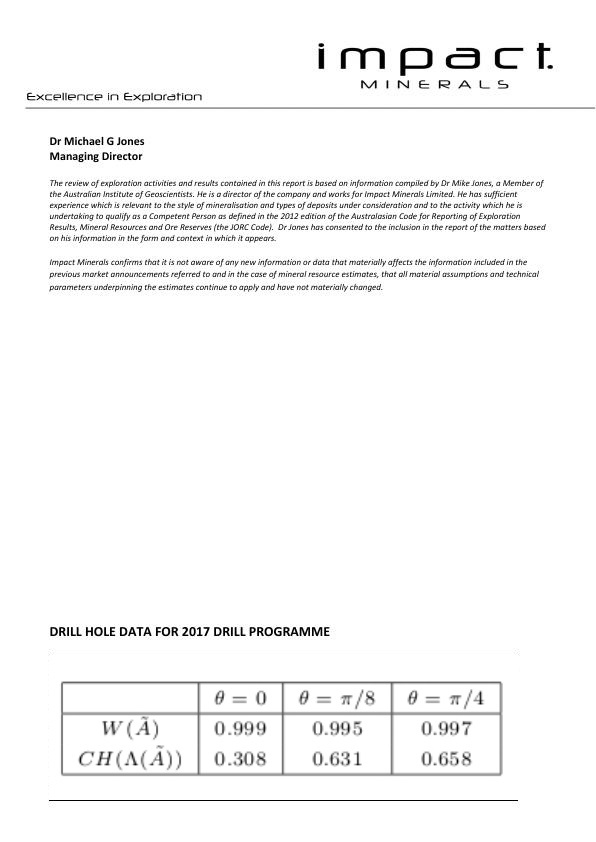 impact.
MINERALS
Excellence in Exploration
Dr Michael G Jones
Managing Director
The review of exploration activities and results contained in this report is based on information compiled by Dr Mike Jones, a Member of
the Australian Institute of Geoscientists. He is a director of the company and works for Impact Minerals Limited. He has sufficient
experience which is relevant to the style of mineralisation and types of deposits under consideration and to the activity which he is
undertaking to qualify as a Competent Person as defined in the 2012 edition of the Australasian Code for Reporting of Exploration
Results, Mineral Resources and Ore Reserves (the JORC Code).  Dr Jones has consented to the inclusion in the report of the matters based
on his information in the form and context in which it appears.
Impact Minerals confirms that it is not aware of any new information or data that materially affects the information included in the
previous market announcements referred to and in the case of mineral resource estimates, that all material assumptions and technical
parameters underpinning the estimates continue to apply and have not materially changed.
DRILL HOLE DATA FOR 2017 DRILL PROGRAMME
θ = 0 θ = π/8 θ = π/4
W(Ã) 0.999 0.995 0.997
CH(Λ(Ã)) 0.308 0.631 0.658